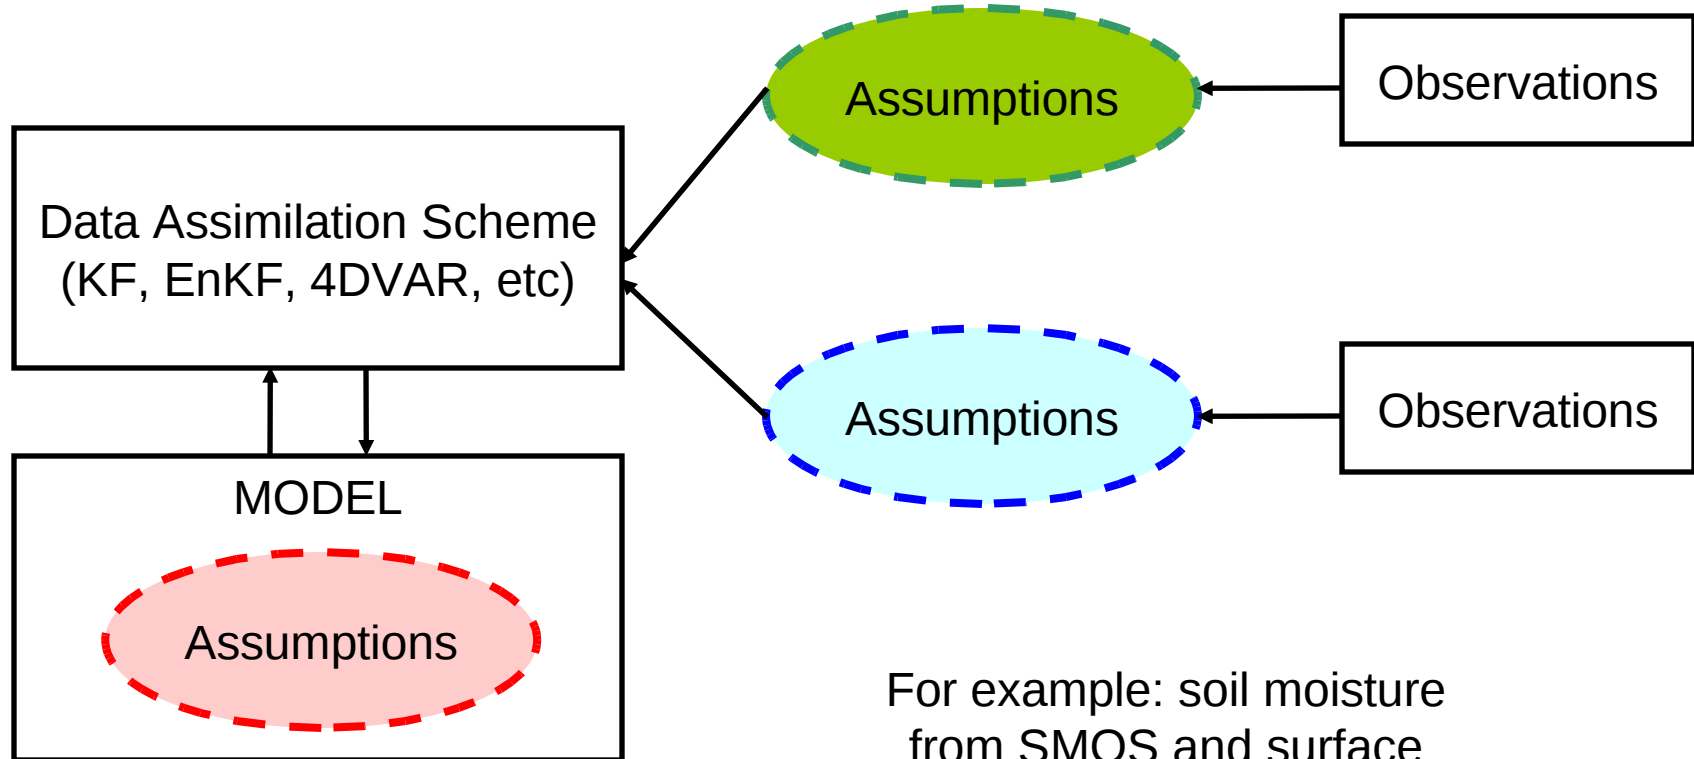 Assumptions
Observations
Data Assimilation Scheme
(KF, EnKF, 4DVAR, etc)
Assumptions
Observations
MODEL
Assumptions
For example: soil moisture
from SMOS and surface